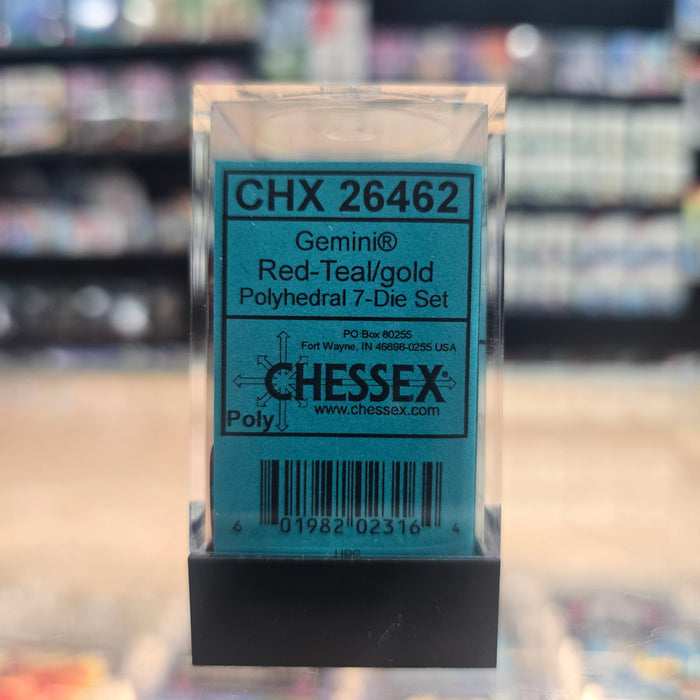 CHX 26462
Gemini®
Red-Teal/gold
Polyhedral 7-Die Set
PO Box 80255
Fort Wayne, IN 46898-0255 USA
CHESSEX®
www.chessex.com
Poly
6 01982 02316 4